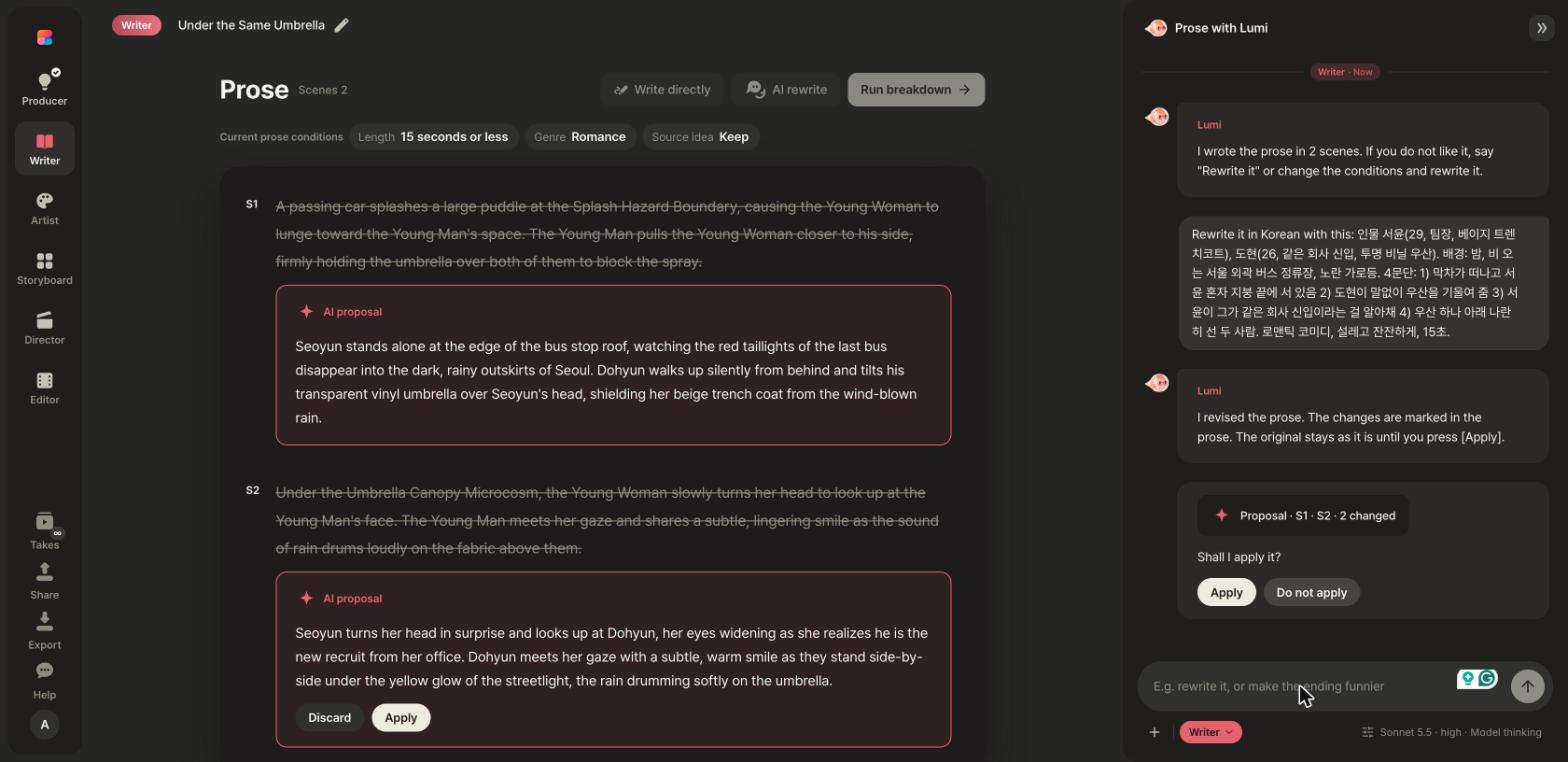 Writer
Under the Same Umbrella
Prose with Lumi
Producer
Writer
Artist
Storyboard
Director
Editor
Takes
Share
Export
Help
A
Prose
Scenes 2
Write directly
AI rewrite
Run breakdown
Current prose conditions
Length 15 seconds or less
Genre Romance
Source idea Keep
S1
A passing car splashes a large puddle at the Splash Hazard Boundary, causing the Young Woman to
lunge toward the Young Man's space. The Young Man pulls the Young Woman closer to his side,
firmly holding the umbrella over both of them to block the spray.
AI proposal
Seoyun stands alone at the edge of the bus stop roof, watching the red taillights of the last bus
disappear into the dark, rainy outskirts of Seoul. Dohyun walks up silently from behind and tilts his
transparent vinyl umbrella over Seoyun's head, shielding her beige trench coat from the wind-blown
rain.
S2
Under the Umbrella Canopy Microcosm, the Young Woman slowly turns her head to look up at the
Young Man's face. The Young Man meets her gaze and shares a subtle, lingering smile as the sound
of rain drums loudly on the fabric above them.
AI proposal
Seoyun turns her head in surprise and looks up at Dohyun, her eyes widening as she realizes he is the
new recruit from her office. Dohyun meets her gaze with a subtle, warm smile as they stand side-by-
side under the yellow glow of the streetlight, the rain drumming softly on the umbrella.
Discard
Apply
Writer · Now
Lumi
I wrote the prose in 2 scenes. If you do not like it, say
"Rewrite it" or change the conditions and rewrite it.
Rewrite it in Korean with this: 인물 서윤(29, 팀장, 베이지 트렌
치코트), 도현(26, 같은 회사 신입, 투명 비닐 우산). 배경: 밤, 비 오
는 서울 외곽 버스 정류장, 노란 가로등. 4문단: 1) 막차가 떠나고 서
윤 혼자 지붕 끝에 서 있음 2) 도현이 말없이 우산을 기울여 줌 3) 서
윤이 그가 같은 회사 신입이라는 걸 알아채 4) 우산 하나 아래 나란
히 선 두 사람. 로맨틱 코미디, 설레고 잔잔하게, 15초.
Lumi
I revised the prose. The changes are marked in the
prose. The original stays as it is until you press [Apply].
Proposal · S1 · S2 · 2 changed
Shall I apply it?
Apply
Do not apply
E.g. rewrite it, or make the ending funnier
Writer
Sonnet 5.5 · high · Model thinking